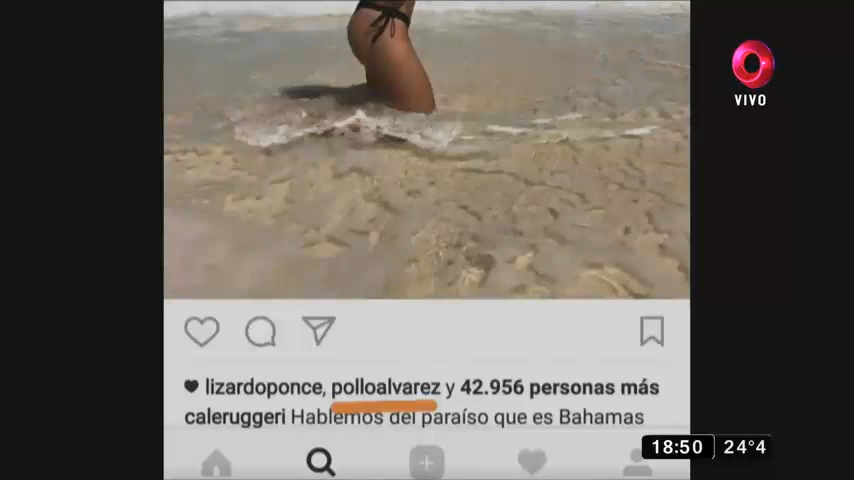 VIVO
lizardoponce, polloalvarez y 42.956 personas más
caleruggeri Hablemos del paraíso que es Bahamas
18:50 24°4